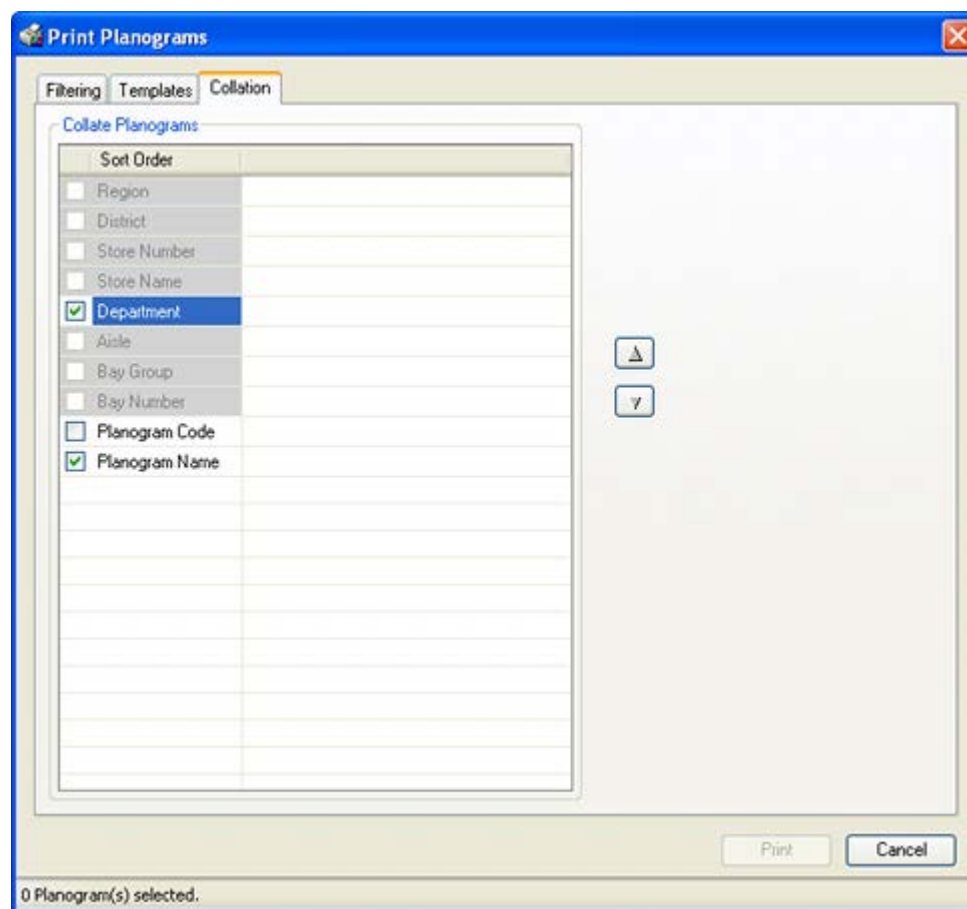 Print Planograms
Filtering Templates Collation
Collate Planograms
Sort Order
Region
District
Store Number
Store Name
Department
Aisle
Bay Group
Bay Number
Planogram Code
Planogram Name
Print Cancel
0 Planogram(s) selected.